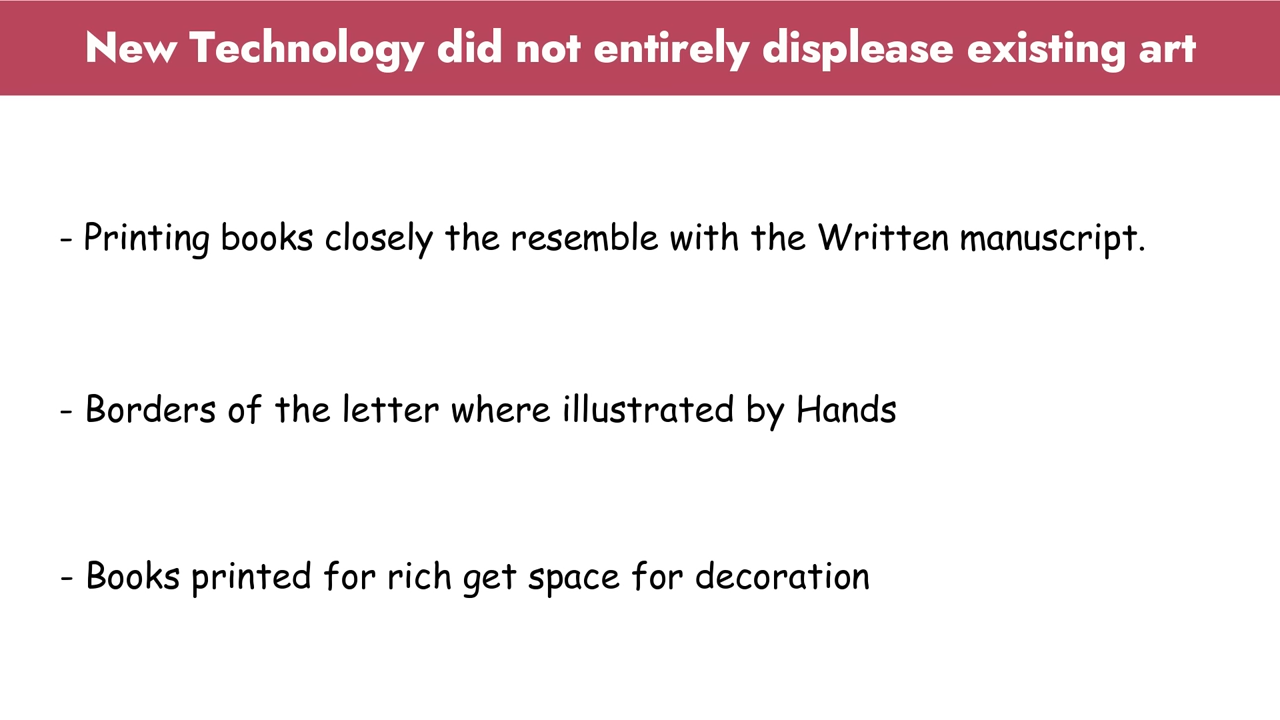 New Technology did not entirely displease existing art
- Printing books closely the resemble with the Written manuscript.
- Borders of the letter where illustrated by Hands
- Books printed for rich get space for decoration